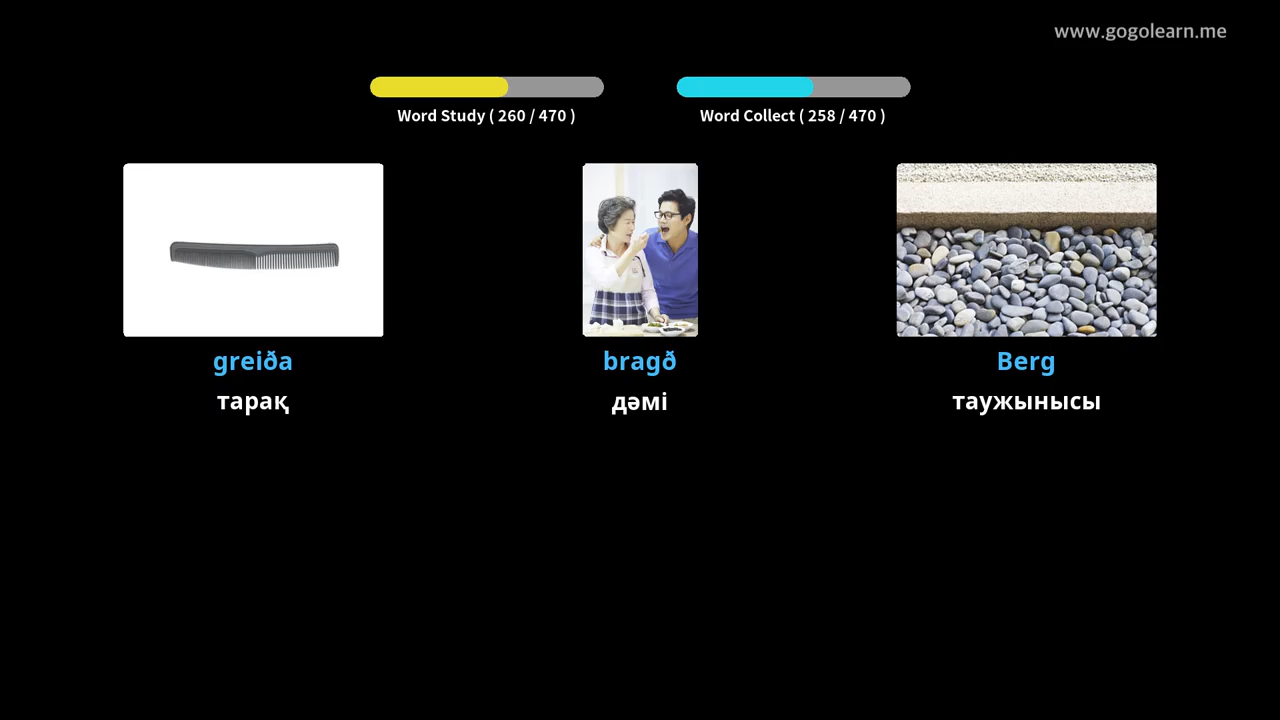 www.gogolearn.me
Word Study ( 260 / 470 )
Word Collect ( 258 / 470 )
greiða
bragð
Berg
тарақ
дәмі
таужынысы